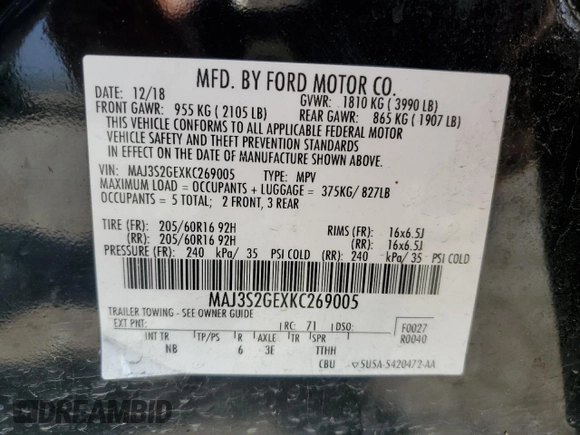 MFD. BY FORD MOTOR CO.
DATE: 12/18 GVWR: 1810 KG ( 3990 LB)
FRONT GAWR: 955 KG ( 2105 LB) REAR GAWR: 865 KG ( 1907 LB)
THIS VEHICLE CONFORMS TO ALL APPLICABLE FEDERAL MOTOR
VEHICLE SAFETY AND THEFT PREVENTION STANDARDS
IN EFFECT ON THE DATE OF MANUFACTURE SHOWN ABOVE.
VIN: MAJ3S2GEXKC269005 TYPE: MPV
MAXIMUM LOAD = OCCUPANTS + LUGGAGE = 375KG/ 827LB
OCCUPANTS = 5 TOTAL; 2 FRONT, 3 REAR
TIRE (FR): 205/60R16 92H RIMS (FR): 16x6.5J
(RR): 205/60R16 92H (RR): 16x6.5J
PRESSURE (FR): 240 kPa/ 35 PSI COLD (RR): 240 kPa/ 35 PSI COLD
MAJ3S2GEXKC269005
TRAILER TOWING - SEE OWNER GUIDE
EXT PNT: RC: 71 DSO: F0027
R0040
INT TR TP/PS R AXLE TR SPR
NB 6 3E TTHH
CBU SU5A-5420472-AA
DREAMBID